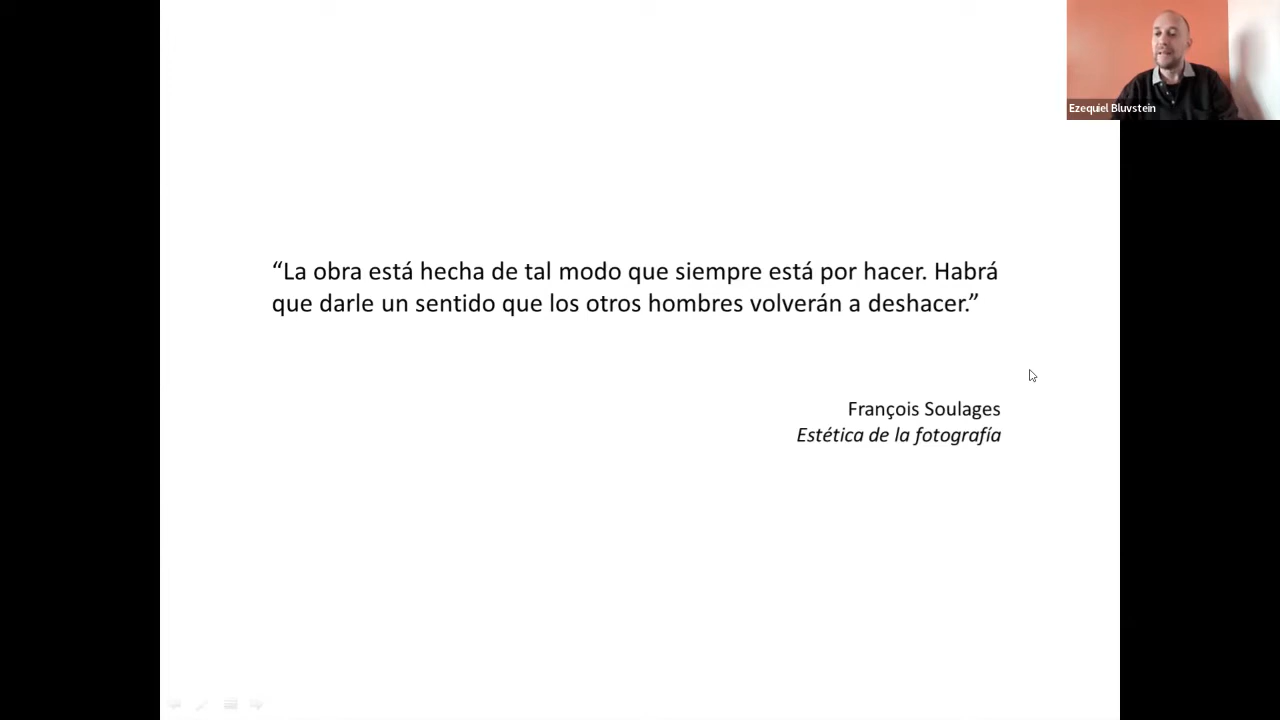 Ezequiel Bluvstein
“La obra está hecha de tal modo que siempre está por hacer. Habrá
que darle un sentido que los otros hombres volverán a deshacer.”
François Soulages
Estética de la fotografía